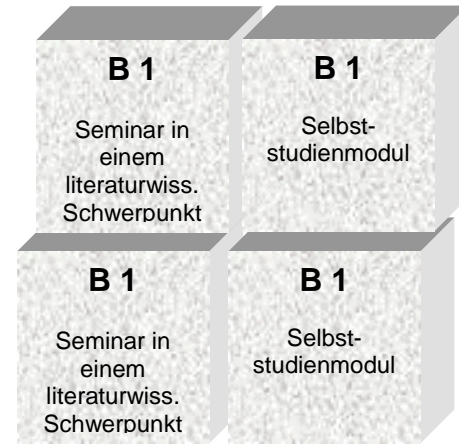 B 1
Seminar in
einem
literaturwiss.
Schwerpunkt
B 1
Selbst-
studienmodul
B 1
Seminar in
einem
literaturwiss.
Schwerpunkt
B 1
Selbst-
studienmodul